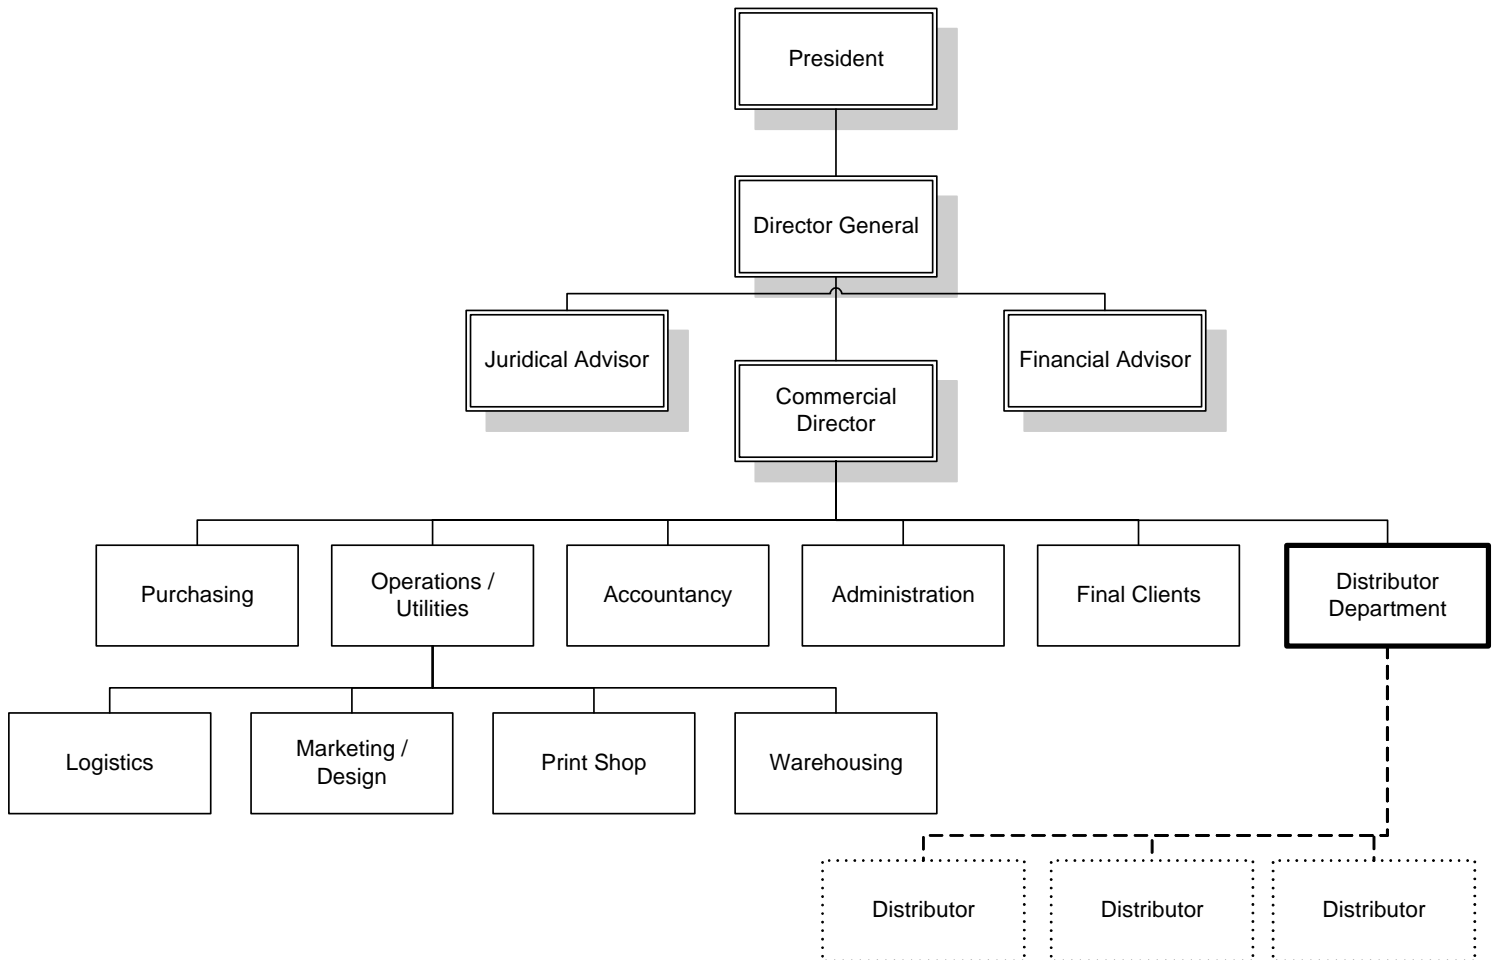 President
Director General
Juridical Advisor
Financial Advisor
Commercial
Director
Purchasing
Operations /
Utilities
Accountancy
Administration
Final Clients
Distributor
Department
Logistics
Marketing /
Design
Print Shop
Warehousing
Distributor
Distributor
Distributor